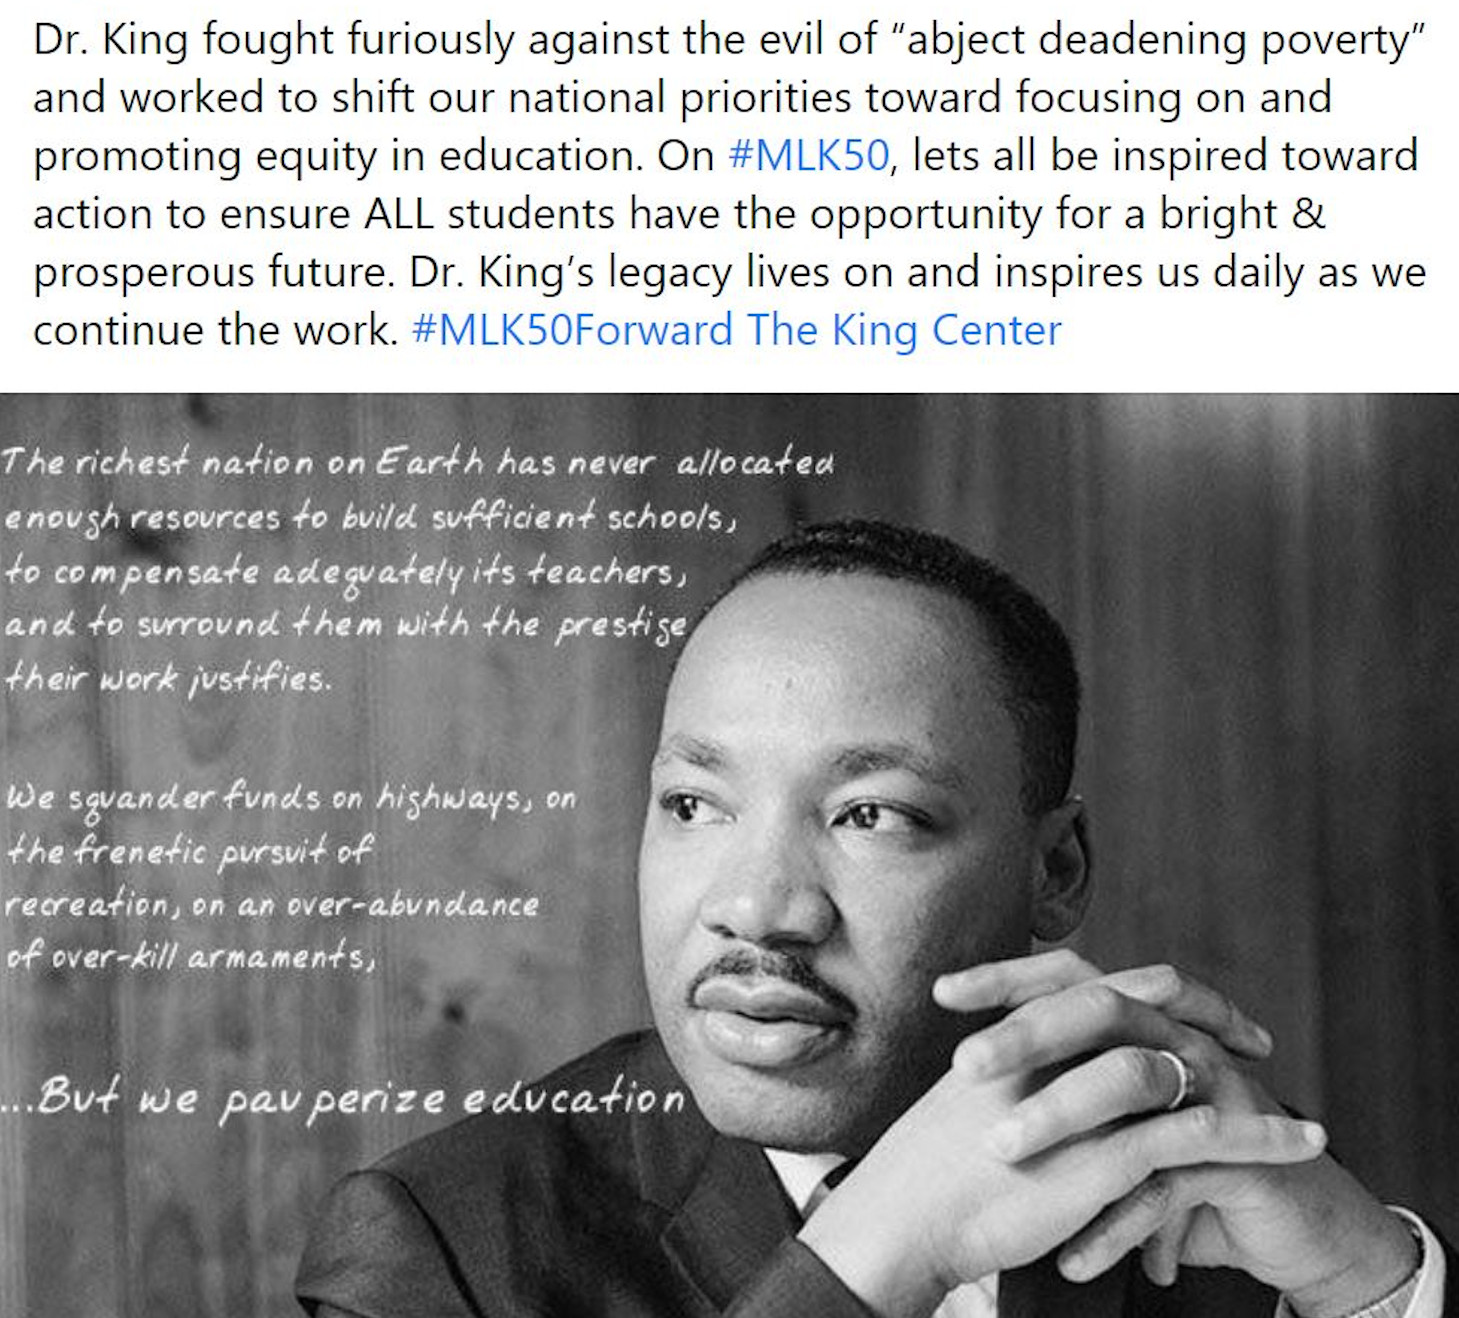 Dr. King fought furiously against the evil of “abject deadening poverty”
and worked to shift our national priorities toward focusing on and
promoting equity in education. On #MLK50, lets all be inspired toward
action to ensure ALL students have the opportunity for a bright &
prosperous future. Dr. King’s legacy lives on and inspires us daily as we
continue the work. #MLK50Forward The King Center
The richest nation on Earth has never allocated
enough resources to build sufficient schools,
to compensate adequately its teachers,
and to surround them with the prestige
their work justifies.
We squander funds on highways, on
the frenetic pursuit of
recreation, on an over-abundance
of over-kill armaments,
...But we pauperize education